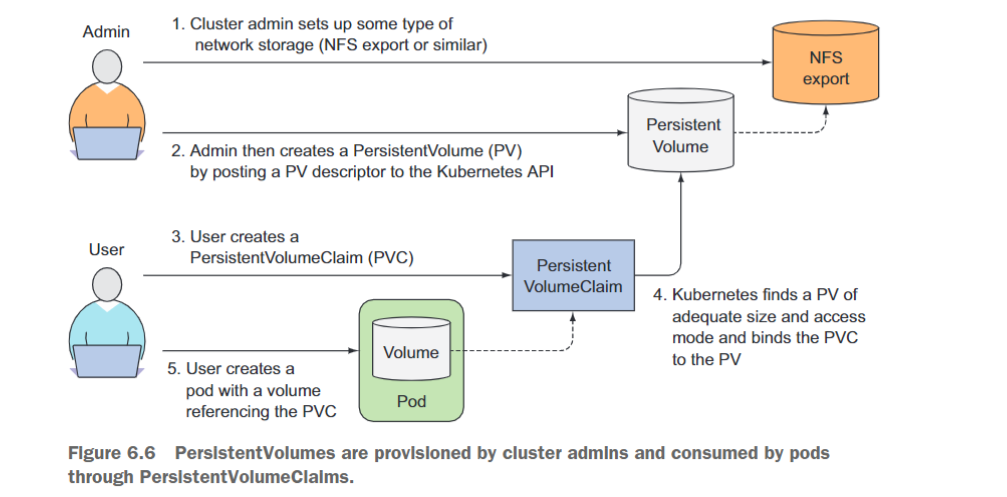 Admin
1. Cluster admin sets up some type of
network storage (NFS export or similar)
NFS
export
Persistent
Volume
2. Admin then creates a PersistentVolume (PV)
by posting a PV descriptor to the Kubernetes API
User
3. User creates a
PersistentVolumeClaim (PVC)
Persistent
VolumeClaim
4. Kubernetes finds a PV of
adequate size and access
mode and binds the PVC
to the PV
Volume
Pod
5. User creates a
pod with a volume
referencing the PVC
Figure 6.6 PersistentVolumes are provisioned by cluster admins and consumed by pods
through PersistentVolumeClaims.